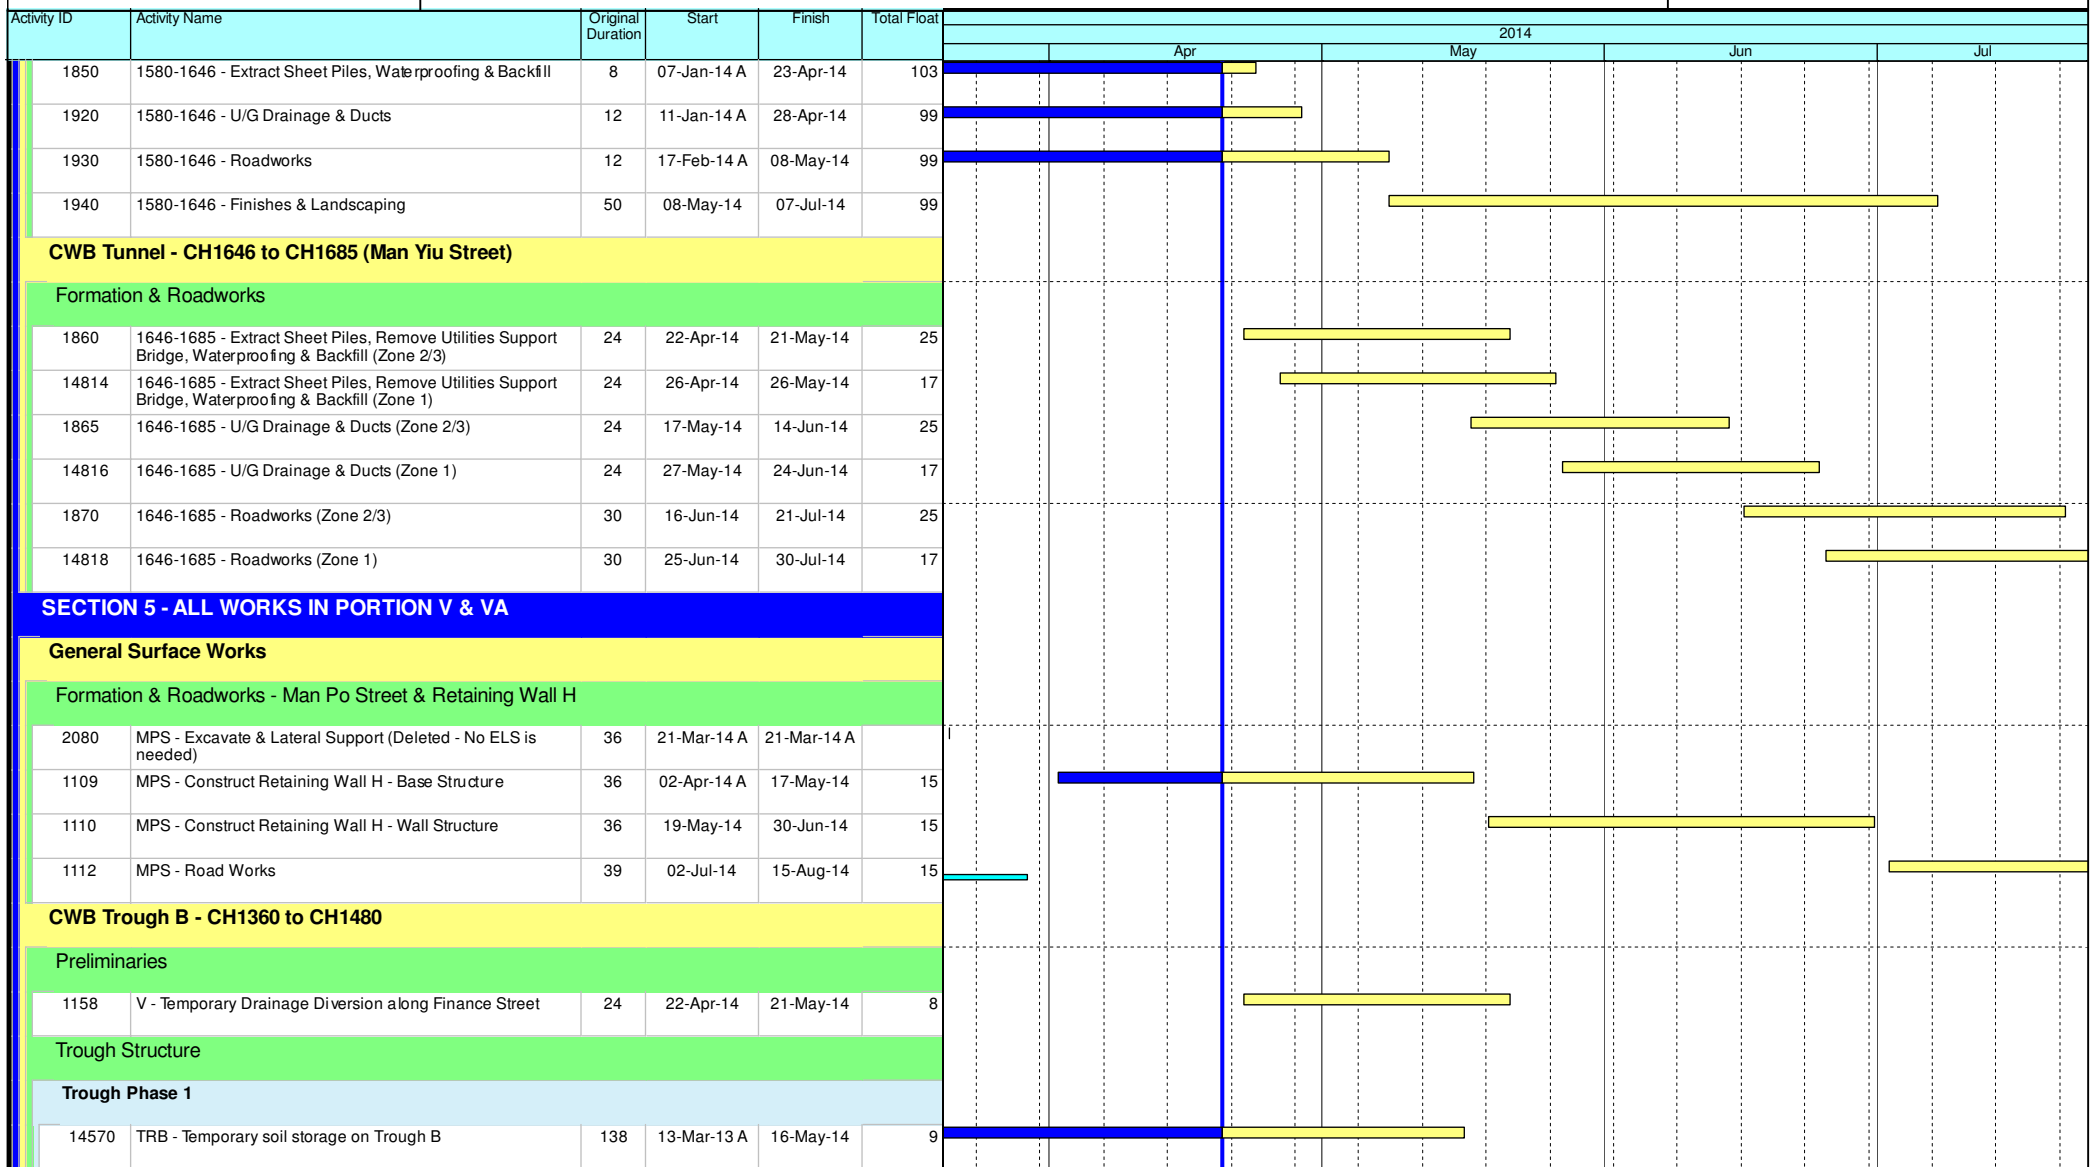 Activity ID Activity Name Original Duration Start Finish Total Float
2014
Apr May Jun Jul
1850 1580-1646 - Extract Sheet Piles, Waterproofing & Backfill 8 07-Jan-14 A 23-Apr-14 103
1920 1580-1646 - U/G Drainage & Ducts 12 11-Jan-14 A 28-Apr-14 99
1930 1580-1646 - Roadworks 12 17-Feb-14 A 08-May-14 99
1940 1580-1646 - Finishes & Landscaping 50 08-May-14 07-Jul-14 99
CWB Tunnel - CH1646 to CH1685 (Man Yiu Street)
Formation & Roadworks
1860 1646-1685 - Extract Sheet Piles, Remove Utilities Support 24 22-Apr-14 21-May-14 25
Bridge, Waterproofing & Backfill (Zone 2/3)
14814 1646-1685 - Extract Sheet Piles, Remove Utilities Support 24 26-Apr-14 26-May-14 17
Bridge, Waterproofing & Backfill (Zone 1)
1865 1646-1685 - U/G Drainage & Ducts (Zone 2/3) 24 17-May-14 14-Jun-14 25
14816 1646-1685 - U/G Drainage & Ducts (Zone 1) 24 27-May-14 24-Jun-14 17
1870 1646-1685 - Roadworks (Zone 2/3) 30 16-Jun-14 21-Jul-14 25
14818 1646-1685 - Roadworks (Zone 1) 30 25-Jun-14 30-Jul-14 17
SECTION 5 - ALL WORKS IN PORTION V & VA
General Surface Works
Formation & Roadworks - Man Po Street & Retaining Wall H
2080 MPS - Excavate & Lateral Support (Deleted - No ELS is 36 21-Mar-14 A 21-Mar-14 A
needed)
1109 MPS - Construct Retaining Wall H - Base Structure 36 02-Apr-14 A 17-May-14 15
1110 MPS - Construct Retaining Wall H - Wall Structure 36 19-May-14 30-Jun-14 15
1112 MPS - Road Works 39 02-Jul-14 15-Aug-14 15
CWB Trough B - CH1360 to CH1480
Preliminaries
1158 V - Temporary Drainage Diversion along Finance Street 24 22-Apr-14 21-May-14 8
Trough Structure
Trough Phase 1
14570 TRB - Temporary soil storage on Trough B 138 13-Mar-13 A 16-May-14 9